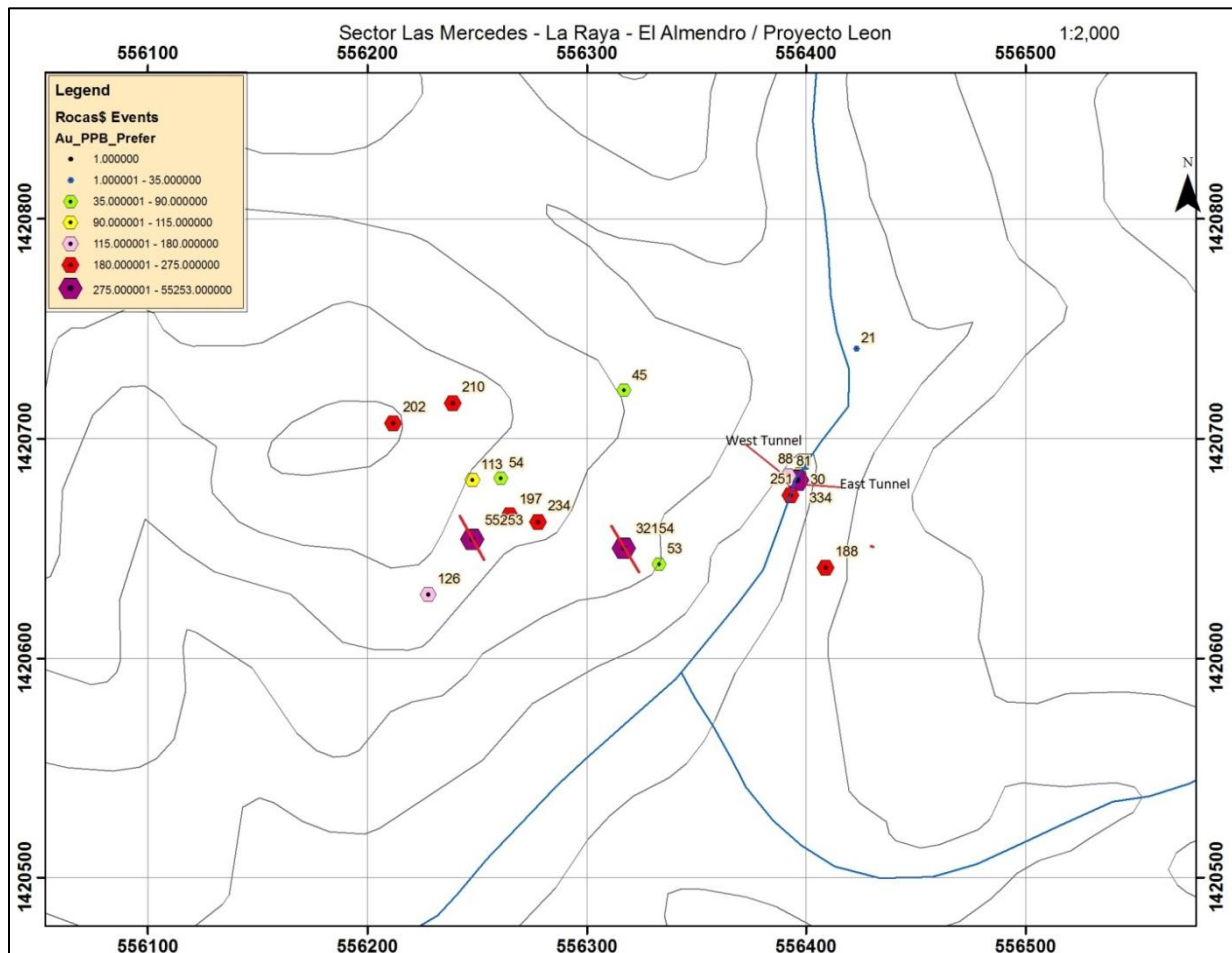 Sector Las Mercedes - La Raya - El Almendro / Proyecto Leon 1:2,000
556100 556200 556300 556400 556500
Legend
Rocas$ Events
Au_PPB_Prefer
1.000000
1.000001 - 35.000000
35.000001 - 90.000000
90.000001 - 115.000000
115.000001 - 180.000000
180.000001 - 275.000000
275.000001 - 55253.000000
N
1420800 1420800
21
45
210
202
1420700 1420700
West Tunnel
88 81
113 54
251 30
East Tunnel
197 234 334
55253 32154
53 188
126
1420600 1420600
1420500 1420500
556100 556200 556300 556400 556500